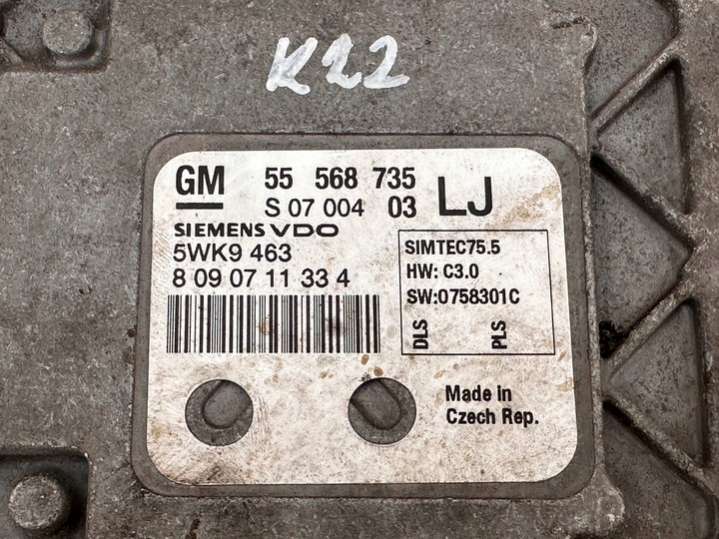 K22
GM 55 568 735
S 07 004 03 LJ
SIEMENS VDO
5WK9 463
8 09 07 11 33 4
SIMTEC75.5
HW: C3.0
SW:0758301C
DLS PLS
Made in
Czech Rep.